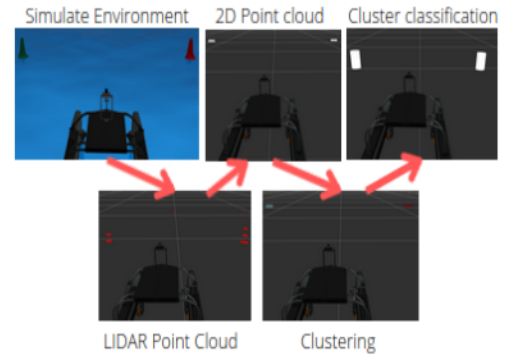 Simulate Environment
2D Point cloud
Cluster classification
LIDAR Point Cloud
Clustering